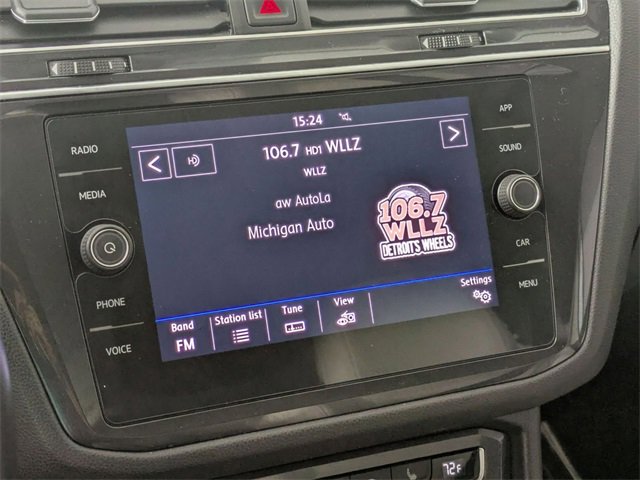 15:24
106.7 HD1 WLLZ
WLLZ
aw AutoLa
Michigan Auto
106.7
WLLZ
DETROIT'S WHEELS
Band
FM
Station list
Tune
View
Settings
RADIO
MEDIA
PHONE
VOICE
APP
SOUND
CAR
MENU
HD
72°F